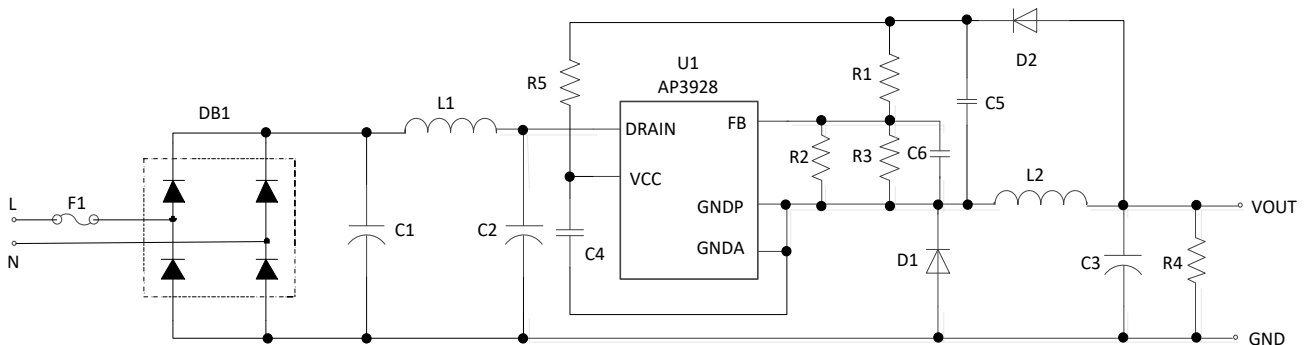 U1
AP3928
D2
R5
R1
C5
L1
DB1
DRAIN
FB
R2
R3
C6
VCC
L2
L
F1
GNDP
VOUT
N
C1
C2
C4
GNDA
D1
C3
R4
GND